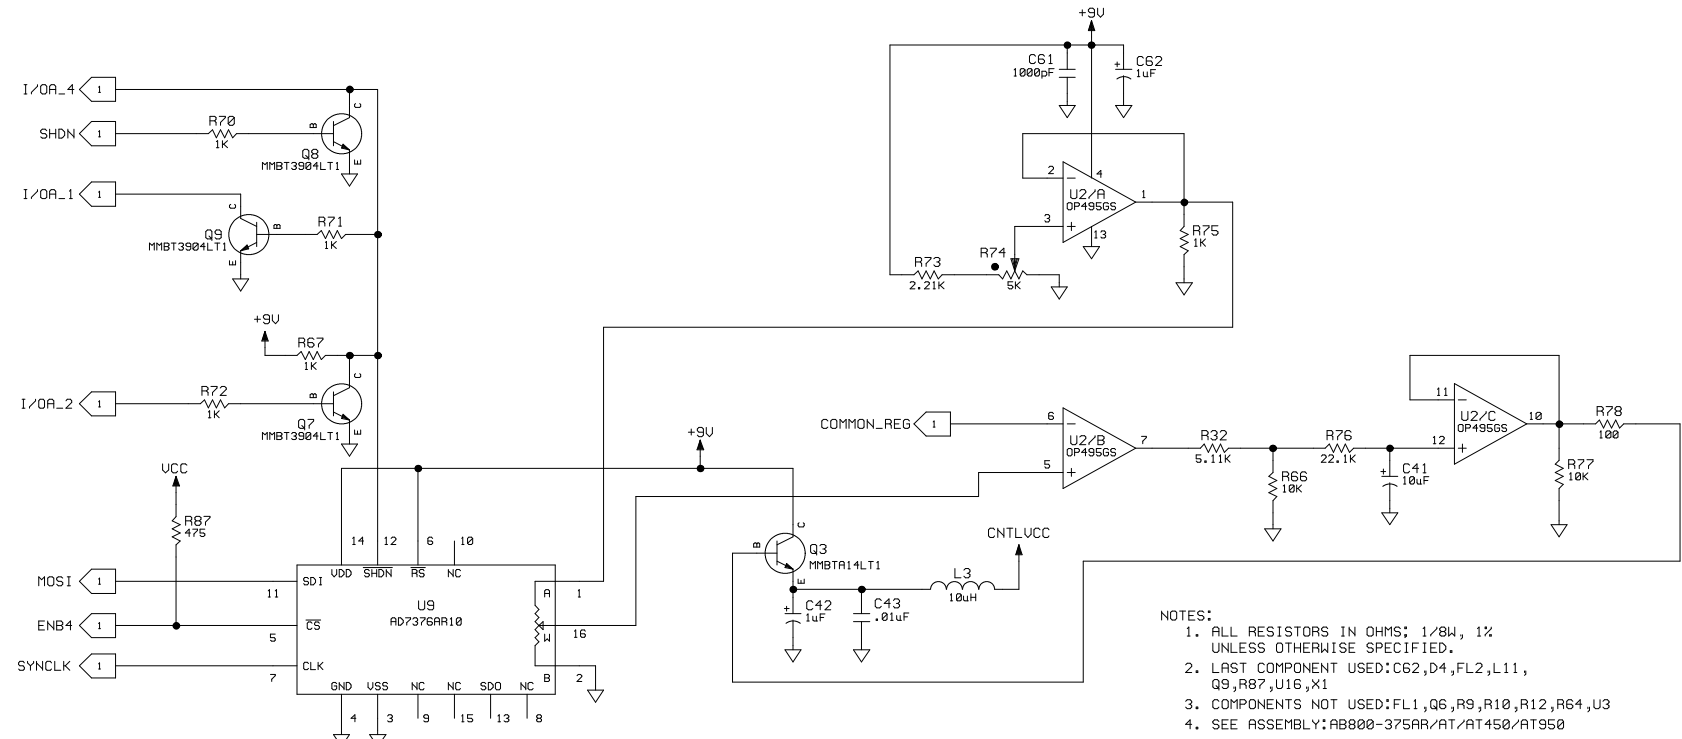 +9V
C61
1000pF
C62
1uF
I/OA_4
1
C
R70
1K
B
SHDN
1
Q8
MMBT3904LT1
E
2
4
U2/A
OP495GS
1
3
13
R75
1K
I/OA_1
1
C
Q9
MMBT3904LT1
B
R71
1K
E
R74
5K
R73
2.21K
+9V
R67
1K
C
I/OA_2
1
R72
1K
B
Q7
MMBT3904LT1
E
COMMON_REG
1
6
U2/B
OP495GS
5
7
R32
5.11K
R66
10K
R76
22.1K
C41
10uF
11
U2/C
OP495GS
12
10
R78
100
R77
10K
VCC
+9V
R87
475
14
12
6
10
VDD
SHDN
RS
NC
C
B
Q3
MMBTA14LT1
E
CNTLVCC
L3
10uH
C42
1uF
C43
.01uF
MOSI
1
11
SDI
A
1
U9
AD7376AR10
ENB4
1
5
CS
W
16
SYNCLK
1
7
CLK
B
2
GND
VSS
NC
NC
SDO
NC
4
3
9
15
13
8
NOTES:
1. ALL RESISTORS IN OHMS; 1/8W, 1%
UNLESS OTHERWISE SPECIFIED.
2. LAST COMPONENT USED:C62,D4,FL2,L11,
Q9,R87,U16,X1
3. COMPONENTS NOT USED:FL1,Q6,R9,R10,R12,R64,U3
4. SEE ASSEMBLY:AB800-375AR/AT/AT450/AT950